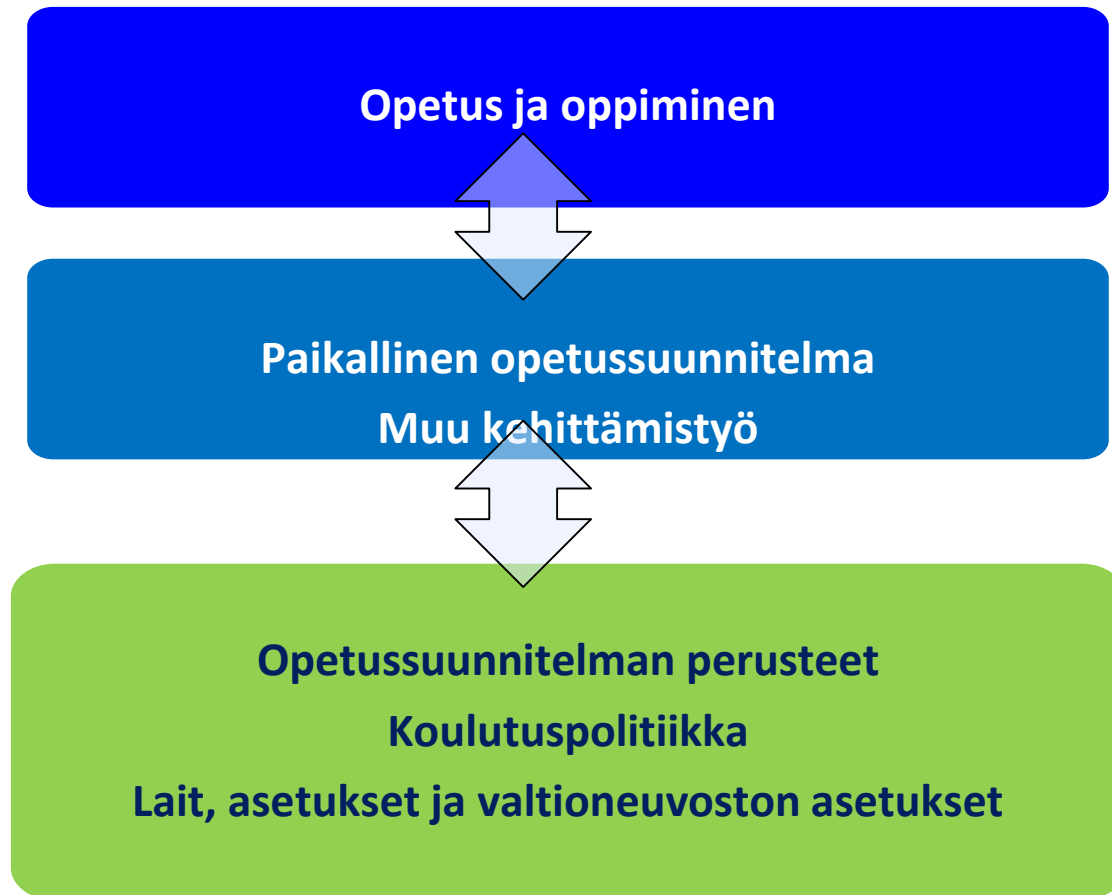 Opetus ja oppiminen
Paikallinen opetussuunnitelma
Muu kehittämistyö
Opetussuunnitelman perusteet
Koulutuspolitiikka
Lait, asetukset ja valtioneuvoston asetukset